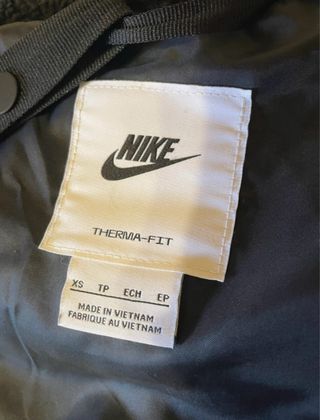 NIKE
THERMA-FIT
XS TP ECH EP
MADE IN VIETNAM
FABRIQUE AU VIETNAM